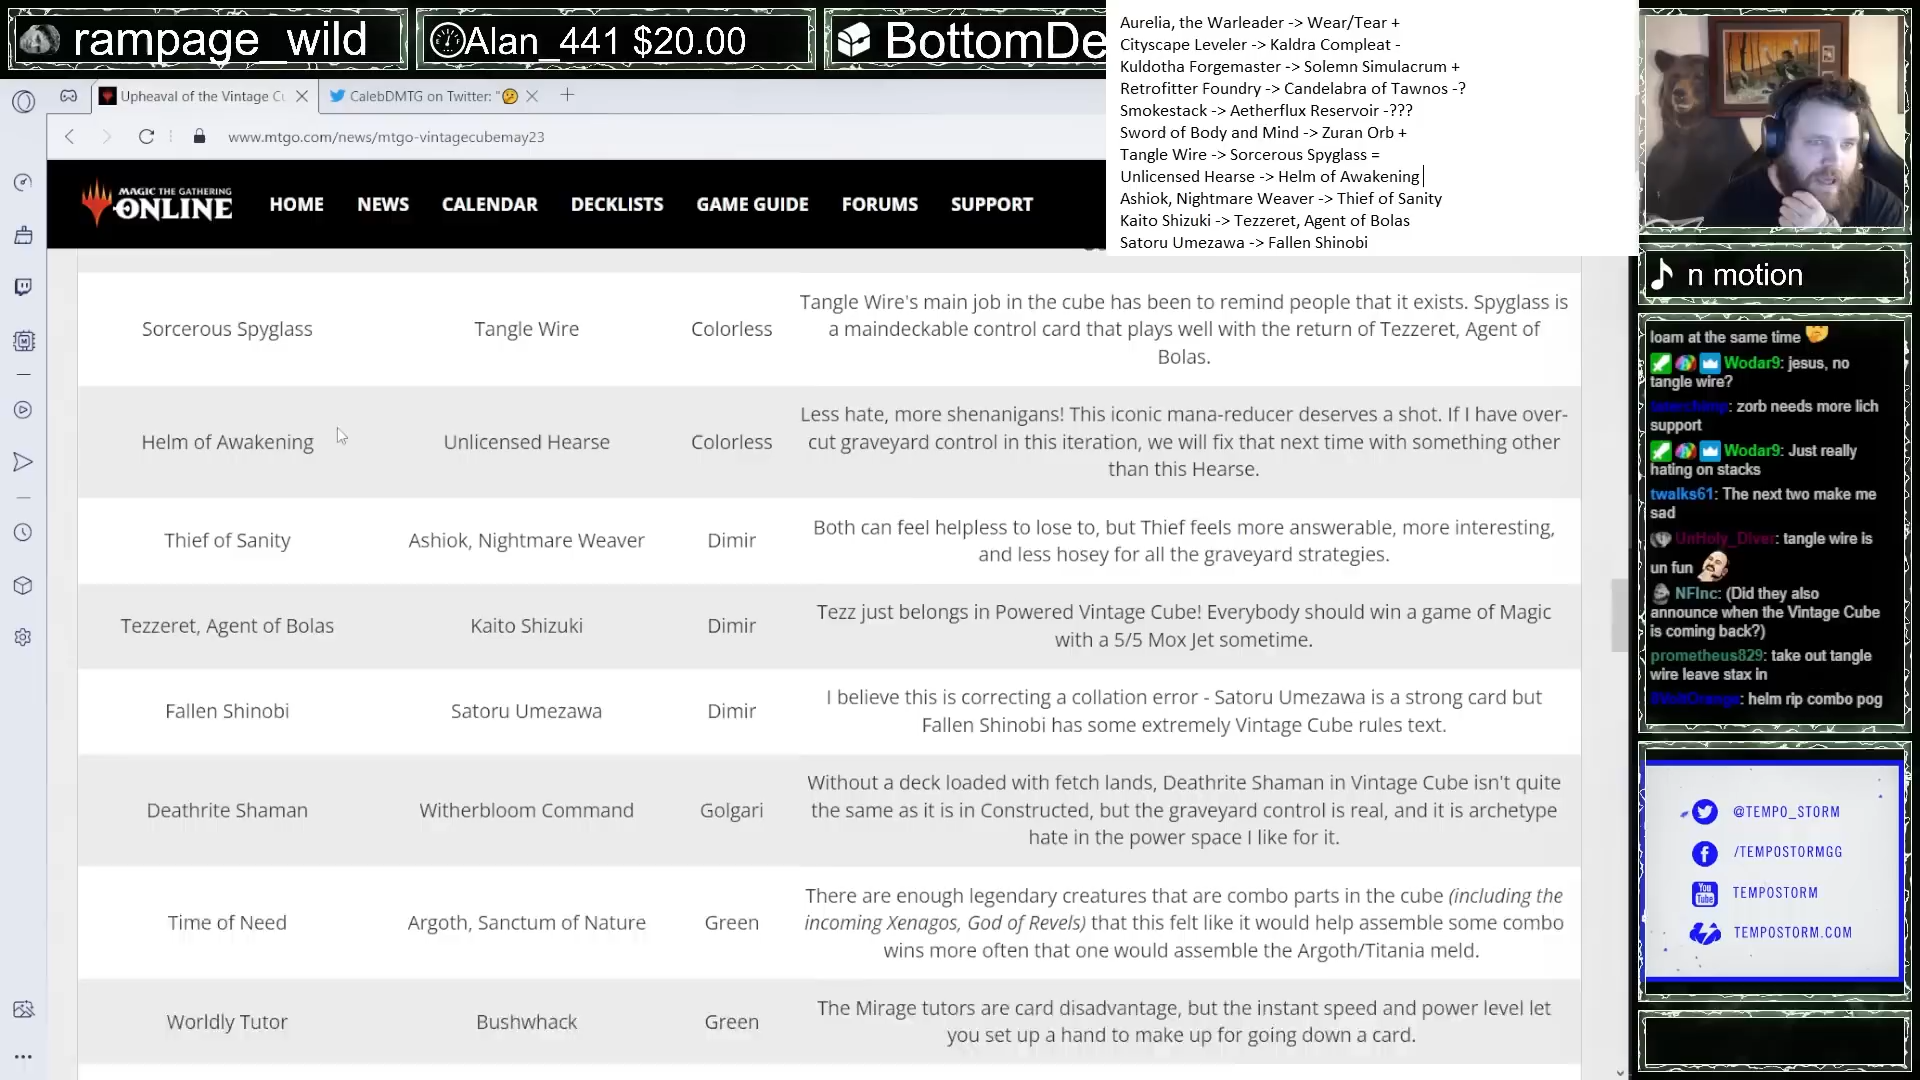 rampage_wild
Alan_441 $20.00
BottomDe
Aurelia, the Warleader -> Wear/Tear +
Cityscape Leveler -> Kaldra Compleat -
Kuldotha Forgemaster -> Solemn Simulacrum +
Retrofitter Foundry -> Candelabra of Tawnos -?
Smokestack -> Aetherflux Reservoir -???
Sword of Body and Mind -> Zuran Orb +
Tangle Wire -> Sorcerous Spyglass =
Unlicensed Hearse -> Helm of Awakening
Ashiok, Nightmare Weaver -> Thief of Sanity
Kaito Shizuki -> Tezzeret, Agent of Bolas
Satoru Umezawa -> Fallen Shinobi
Upheaval of the Vintage Cu
CalebDMTG on Twitter: "
www.mtgo.com/news/mtgo-vintagecubemay23
MAGIC THE GATHERING
ONLINE
HOME NEWS CALENDAR DECKLISTS GAME GUIDE FORUMS SUPPORT
Sorcerous Spyglass
Tangle Wire
Colorless
Tangle Wire's main job in the cube has been to remind people that it exists. Spyglass is
a maindeckable control card that plays well with the return of Tezzeret, Agent of
Bolas.
Helm of Awakening
Unlicensed Hearse
Colorless
Less hate, more shenanigans! This iconic mana-reducer deserves a shot. If I have over-
cut graveyard control in this iteration, we will fix that next time with something other
than this Hearse.
Thief of Sanity
Ashiok, Nightmare Weaver
Dimir
Both can feel helpless to lose to, but Thief feels more answerable, more interesting,
and less hosey for all the graveyard strategies.
Tezzeret, Agent of Bolas
Kaito Shizuki
Dimir
Tezz just belongs in Powered Vintage Cube! Everybody should win a game of Magic
with a 5/5 Mox Jet sometime.
Fallen Shinobi
Satoru Umezawa
Dimir
I believe this is correcting a collation error - Satoru Umezawa is a strong card but
Fallen Shinobi has some extremely Vintage Cube rules text.
Deathrite Shaman
Witherbloom Command
Golgari
Without a deck loaded with fetch lands, Deathrite Shaman in Vintage Cube isn't quite
the same as it is in Constructed, but the graveyard control is real, and it is archetype
hate in the power space I like for it.
Time of Need
Argoth, Sanctum of Nature
Green
There are enough legendary creatures that are combo parts in the cube (including the
incoming Xenagos, God of Revels) that this felt like it would help assemble some combo
wins more often that one would assemble the Argoth/Titania meld.
Worldly Tutor
Bushwhack
Green
The Mirage tutors are card disadvantage, but the instant speed and power level let
you set up a hand to make up for going down a card.
n motion
loam at the same time
Wodar9: jesus, no
tangle wire?
: zorb needs more lich
support
Wodar9: Just really
hating on stacks
twalks61: The next two make me
sad
UnHoly_Diver: tangle wire is
un fun
NFInc: (Did they also
announce when the Vintage Cube
is coming back?)
prometheus829: take out tangle
wire leave stax in
: helm rip combo pog
@TEMPO_STORM
/TEMPOSTORMGG
You
Tube
TEMPOSTORM
TEMPOSTORM.COM